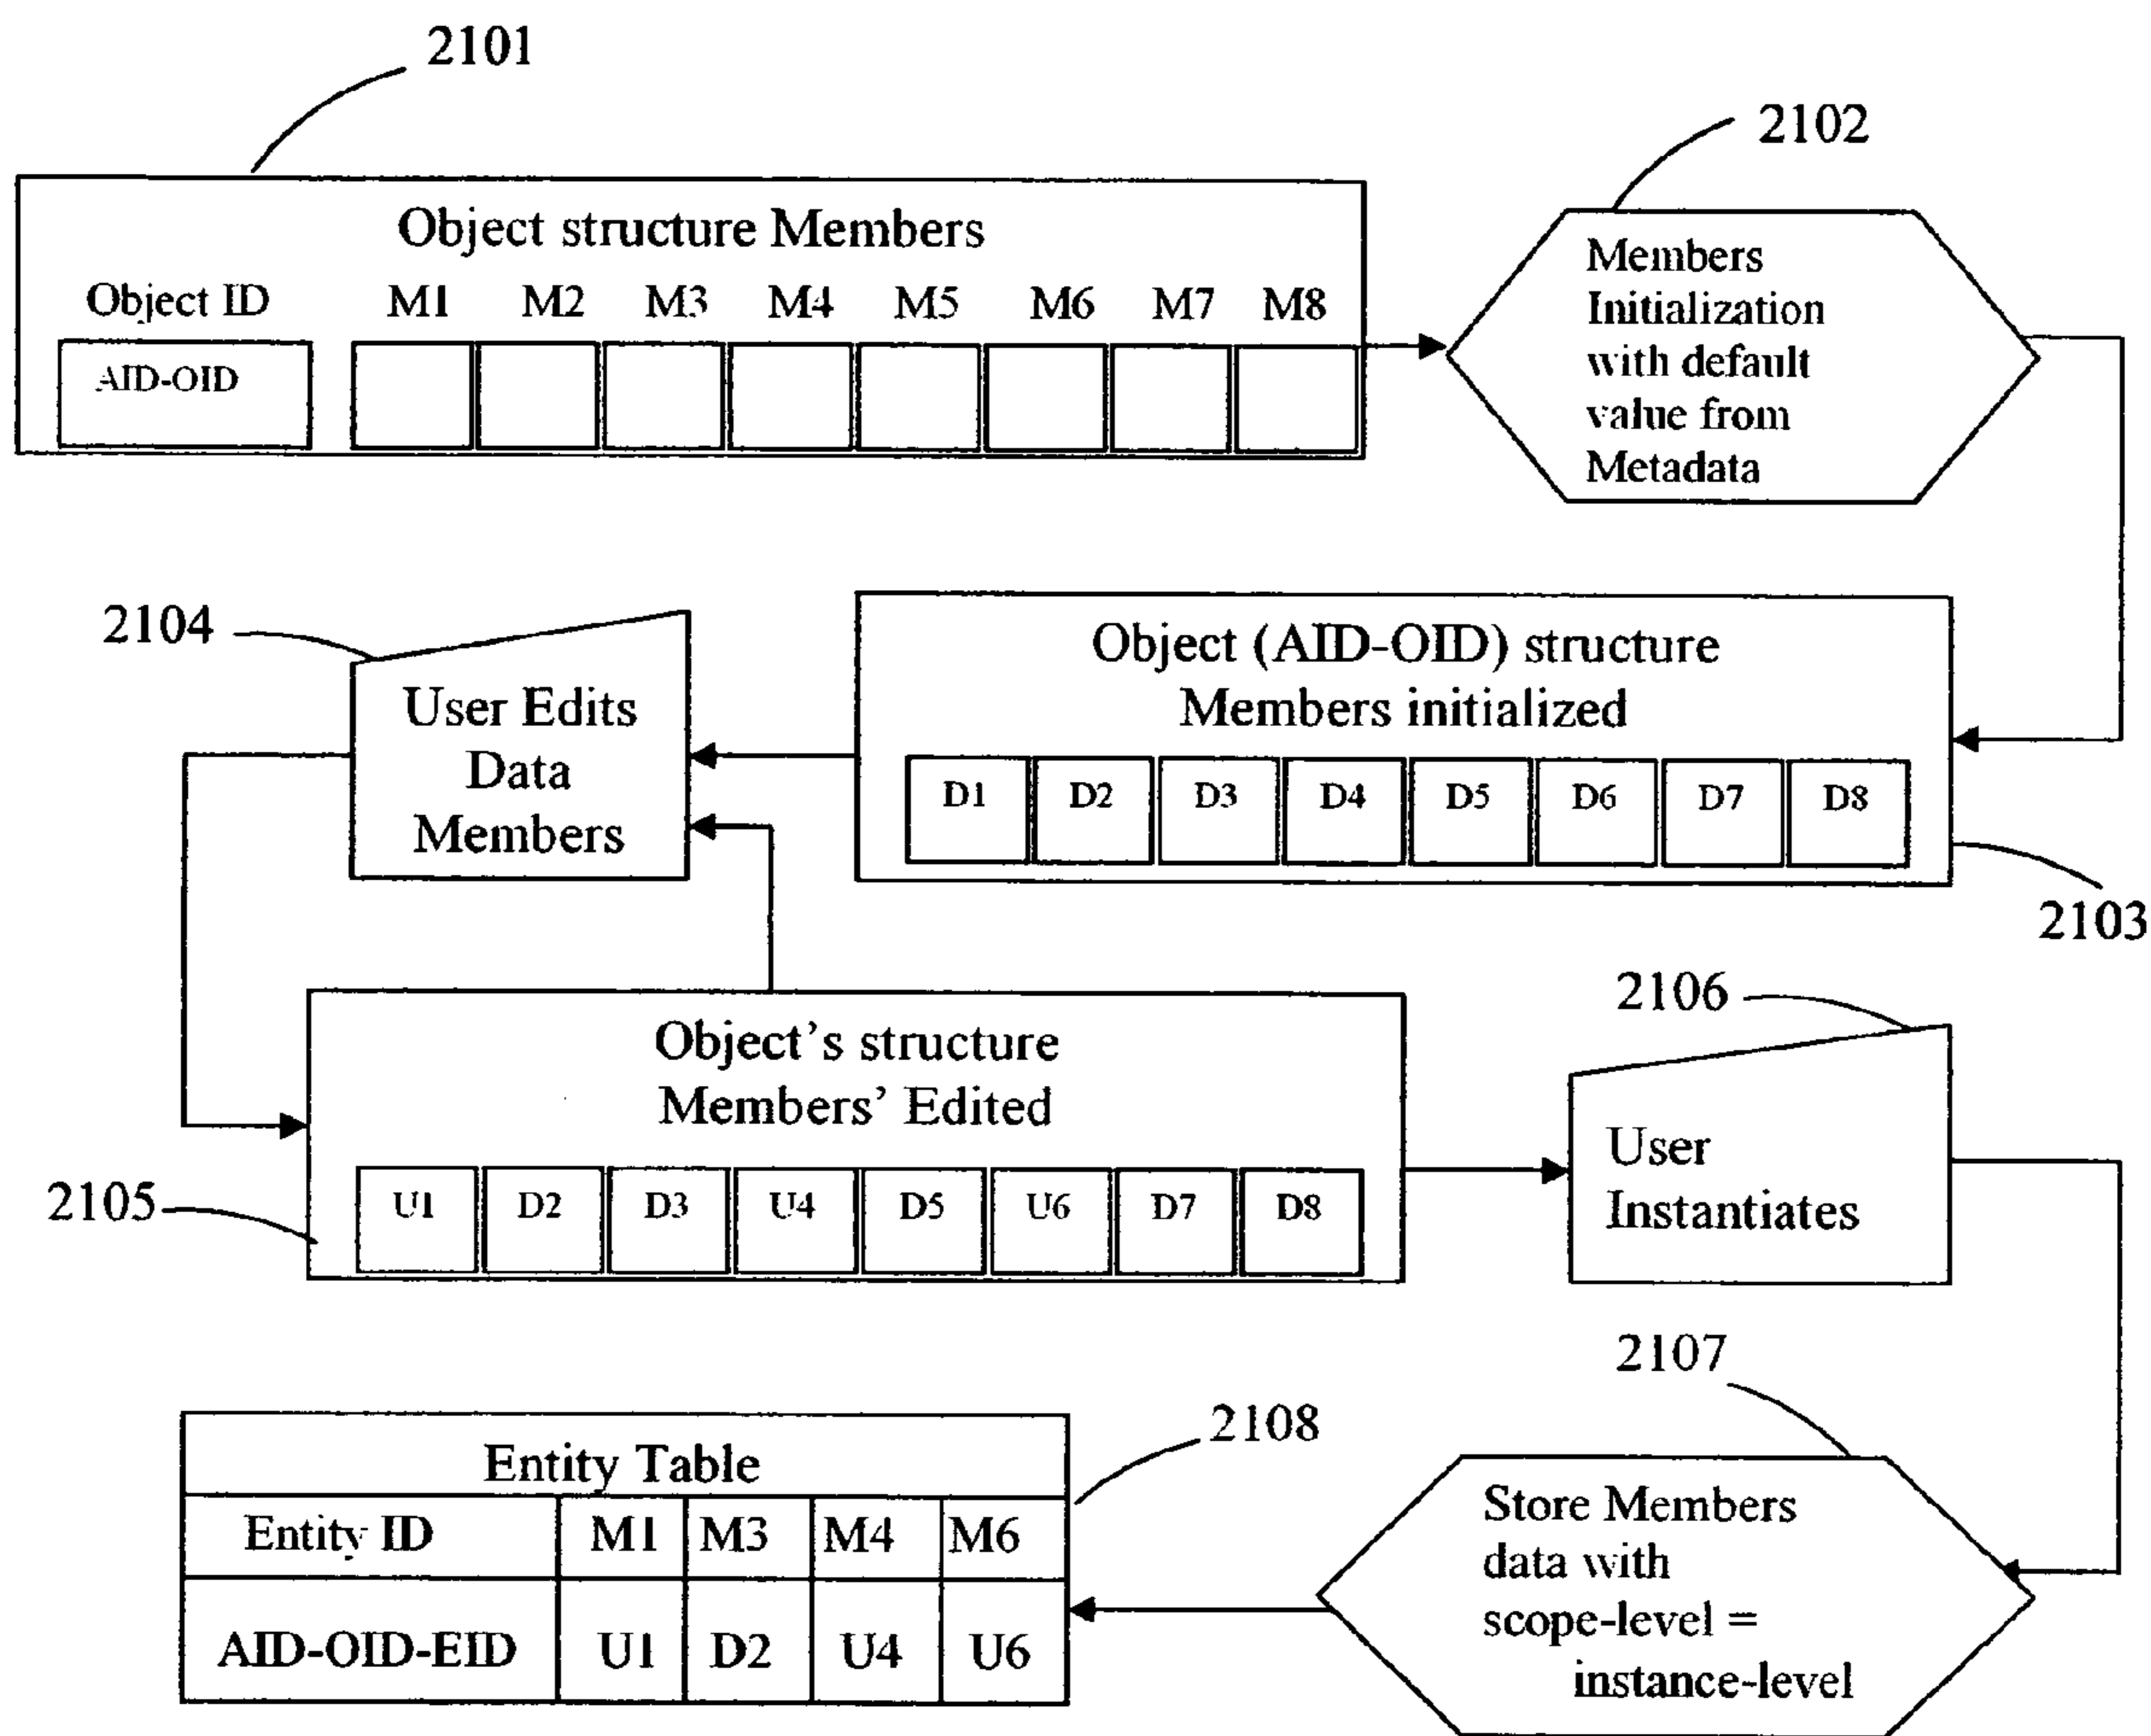 2101
2102
Object structure Members
Object ID M1 M2 M3 M4 M5 M6 M7 M8
AID-OID
Members
Initialization
with default
value from
Metadata
2104
User Edits
Data
Members
Object (AID-OID) structure
Members initialized
D1 D2 D3 D4 D5 D6 D7 D8
2103
2105
Object's structure
Members' Edited
U1 D2 D3 U4 D5 U6 D7 D8
2106
User
Instantiates
2107
2108
Entity Table
Entity ID M1 M3 M4 M6
AID-OID-EID U1 D2 U4 U6
Store Members
data with
scope-level =
instance-level